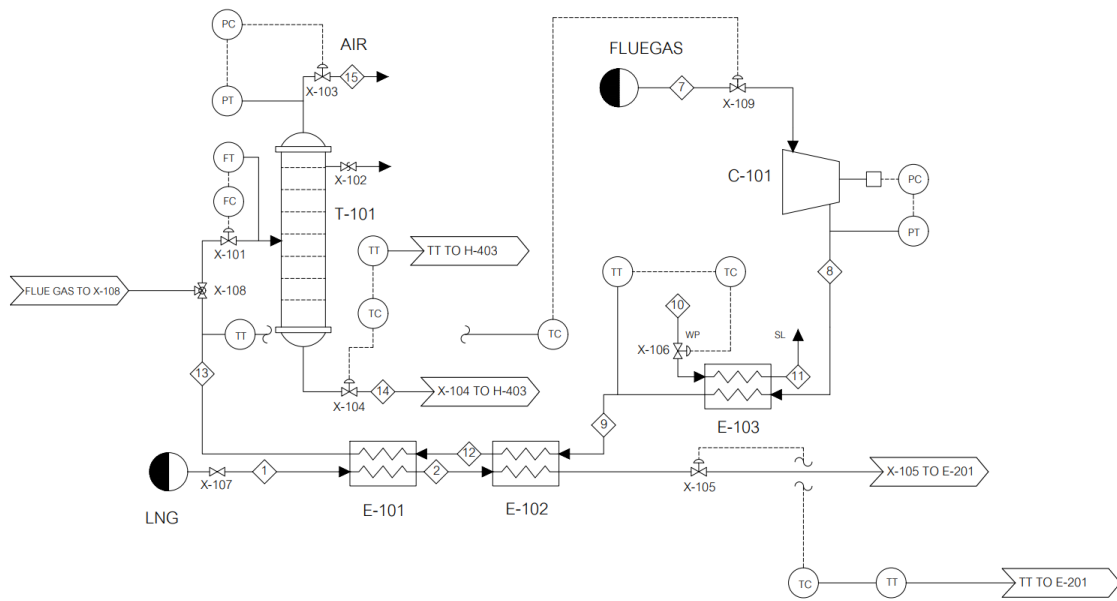 PC
AIR
FLUEGAS
15
X-103
PT
7
X-109
FT
X-102
C-101
PC
FC
T-101
X-101
TT
TT TO H-403
PT
FLUE GAS TO X-108
X-108
TT
TC
8
10
TC
WP
SL
X-106
TT
TC
11
13
X-104
14
X-104 TO H-403
E-103
9
12
1
2
X-107
X-105
X-105 TO E-201
E-101
E-102
LNG
TC
TT
TT TO E-201